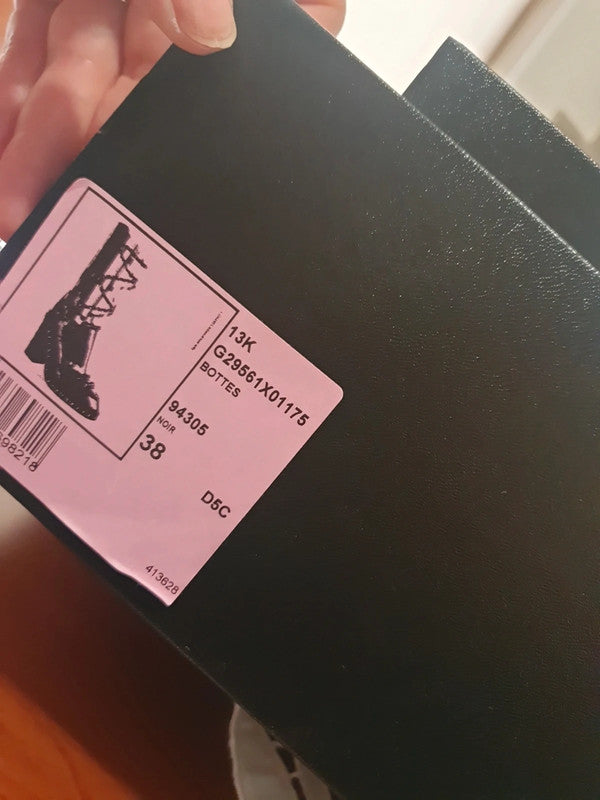 13K
G29561X01175
BOTTES
94305
NOIR
38
D5C
98218
413628